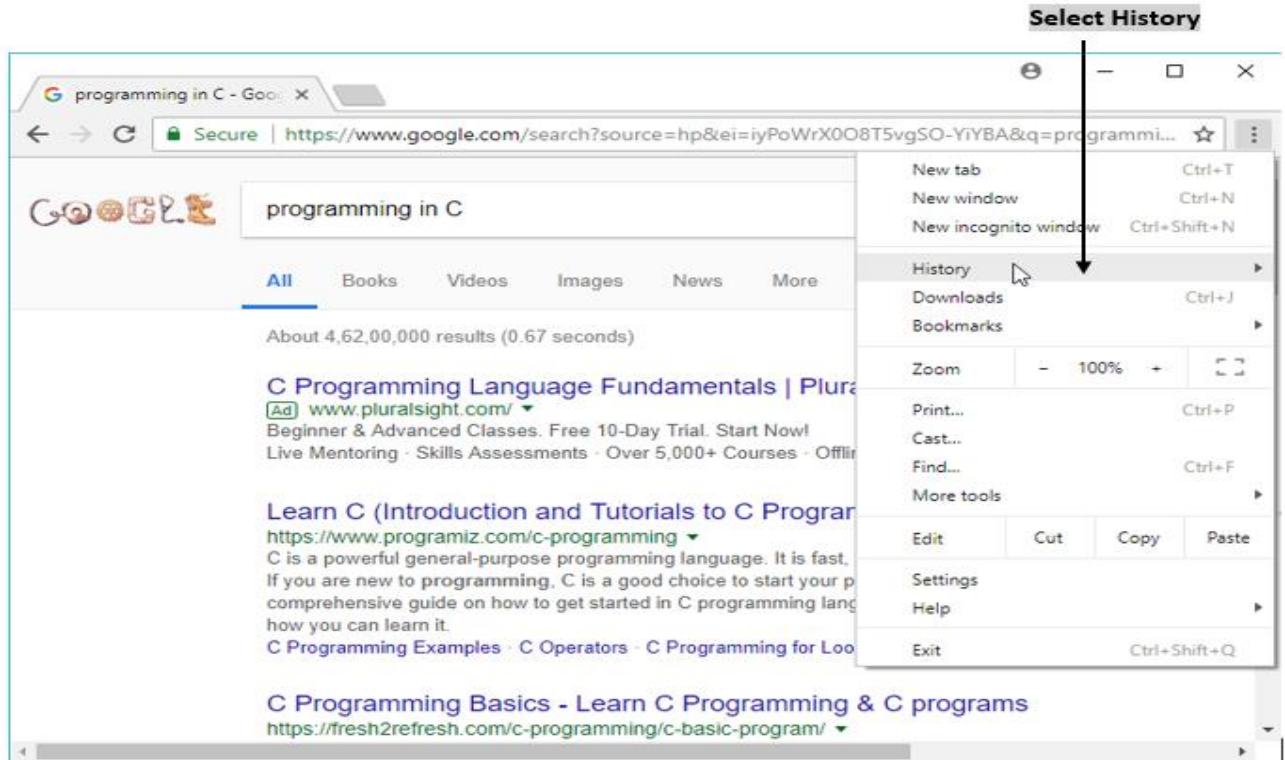 Select History
programming in C - Goo
Secure | https://www.google.com/search?source=hp&ei=iyPoWrX0O8T5vgSO-YiYBA&q=programmi...
GOOGLE
programming in C
All Books Videos Images News More
About 4,62,00,000 results (0.67 seconds)
C Programming Language Fundamentals | Plura
Ad www.pluralsight.com/
Beginner & Advanced Classes. Free 10-Day Trial. Start Now!
Live Mentoring · Skills Assessments · Over 5,000+ Courses · Offlin
Learn C (Introduction and Tutorials to C Program
https://www.programiz.com/c-programming
C is a powerful general-purpose programming language. It is fast,
If you are new to programming, C is a good choice to start your p
comprehensive guide on how to get started in C programming lang
how you can learn it.
C Programming Examples · C Operators · C Programming for Loo
C Programming Basics - Learn C Programming & C programs
https://fresh2refresh.com/c-programming/c-basic-program/
New tab Ctrl+T
New window Ctrl+N
New incognito window Ctrl+Shift+N
History
Downloads Ctrl+J
Bookmarks
Zoom - 100% +
Print... Ctrl+P
Cast...
Find... Ctrl+F
More tools
Edit Cut Copy Paste
Settings
Help
Exit Ctrl+Shift+Q